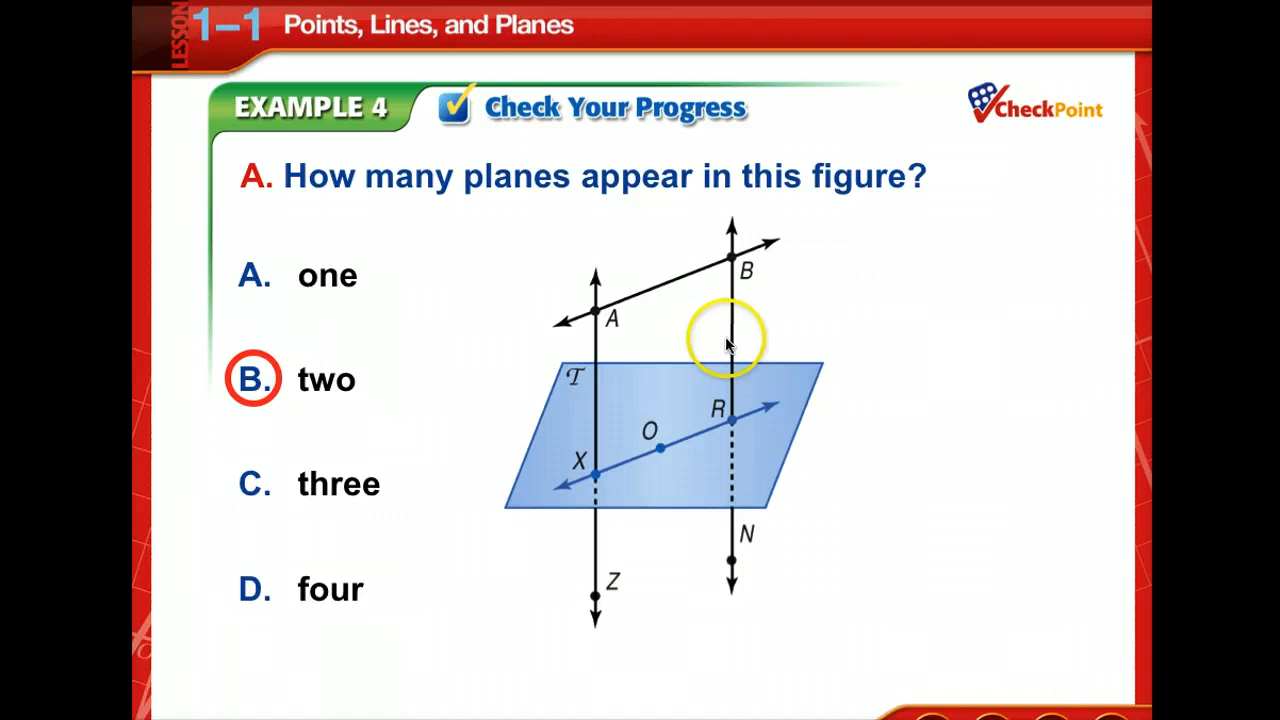 LESSON 1–1 Points, Lines, and Planes
EXAMPLE 4 Check Your Progress CheckPoint
A. How many planes appear in this figure?
A. one
B. two
C. three
D. four
B
A
T
R
O
X
N
Z